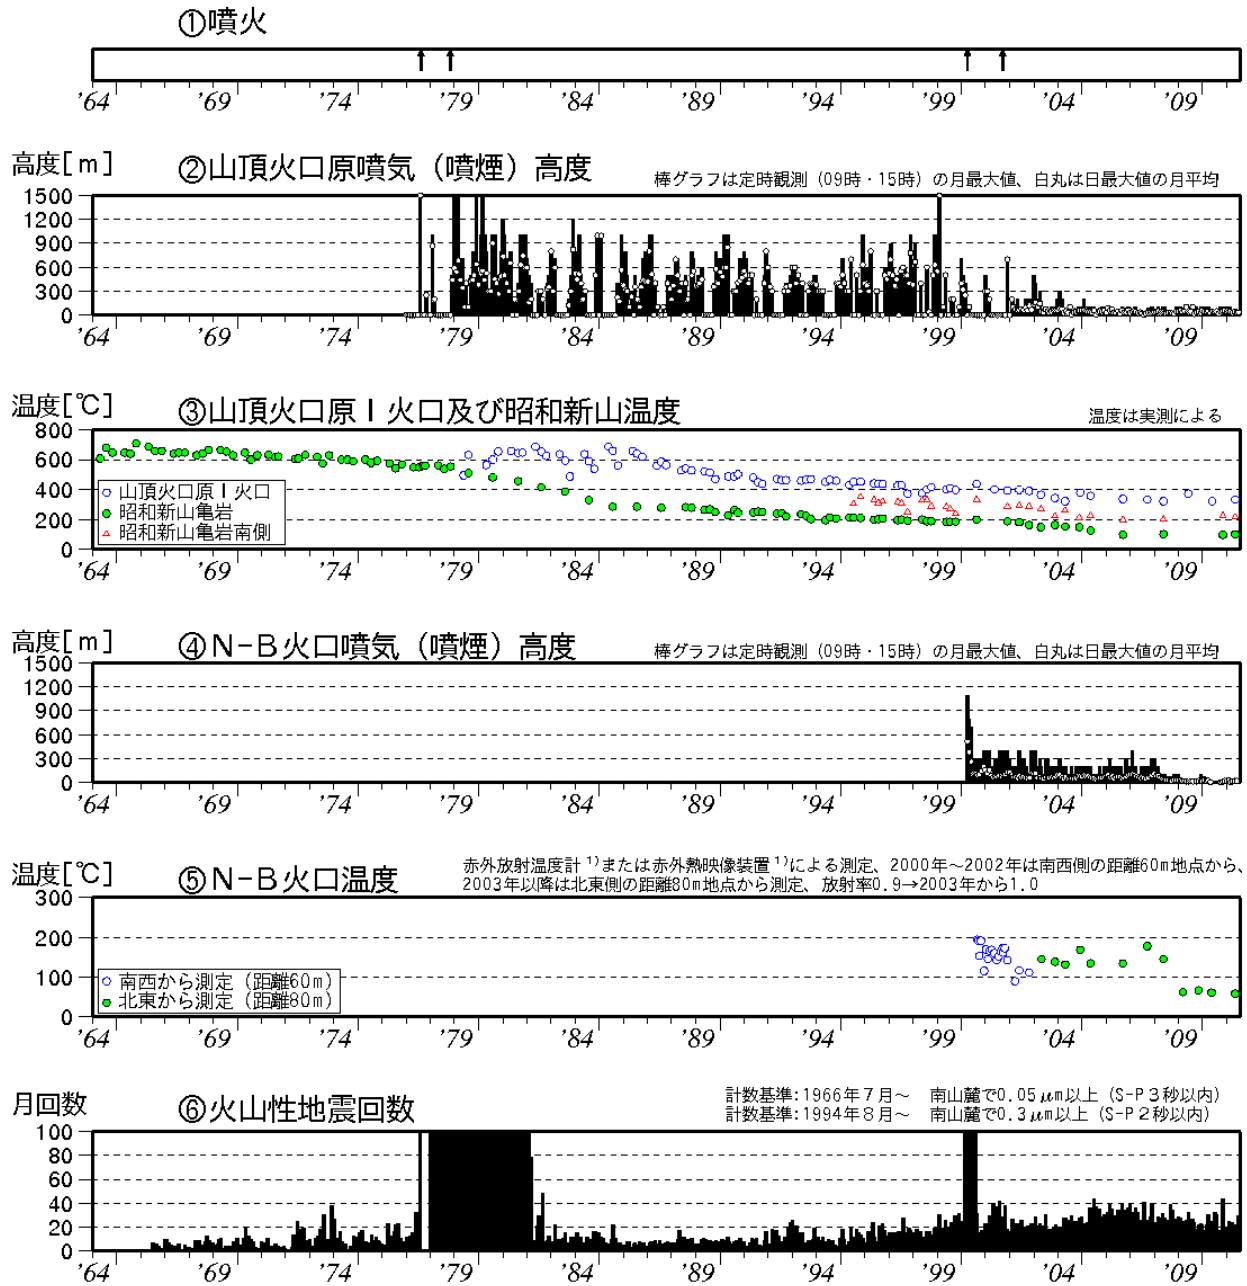 ①噴火
'64 '69 '74 '79 '84 '89 '94 '99 '04 '09
高度[m] ②山頂火口原噴気（噴煙）高度 棒グラフは定時観測（09時・15時）の月最大値、白丸は日最大値の月平均
1500
1200
900
600
300
0
'64 '69 '74 '79 '84 '89 '94 '99 '04 '09
温度[℃] ③山頂火口原Ⅰ火口及び昭和新山温度 温度は実測による
800
600
400
200
0
山頂火口原Ⅰ火口
昭和新山亀岩
昭和新山亀岩南側
'64 '69 '74 '79 '84 '89 '94 '99 '04 '09
高度[m] ④N-B火口噴気（噴煙）高度 棒グラフは定時観測（09時・15時）の月最大値、白丸は日最大値の月平均
1500
1200
900
600
300
0
'64 '69 '74 '79 '84 '89 '94 '99 '04 '09
温度[℃] ⑤N-B火口温度 赤外放射温度計¹⁾または赤外熱映像装置¹⁾による測定、2000年～2002年は南西側の距離60m地点から、
2003年以降は北東側の距離80m地点から測定、放射率0.9→2003年から1.0
300
200
100
0
南西から測定（距離60m）
北東から測定（距離80m）
'64 '69 '74 '79 '84 '89 '94 '99 '04 '09
月回数 ⑥火山性地震回数 計数基準:1966年7月～ 南山麓で0.05μm以上（S-P3秒以内）
計数基準:1994年8月～ 南山麓で0.3μm以上（S-P2秒以内）
100
80
60
40
20
0
'64 '69 '74 '79 '84 '89 '94 '99 '04 '09